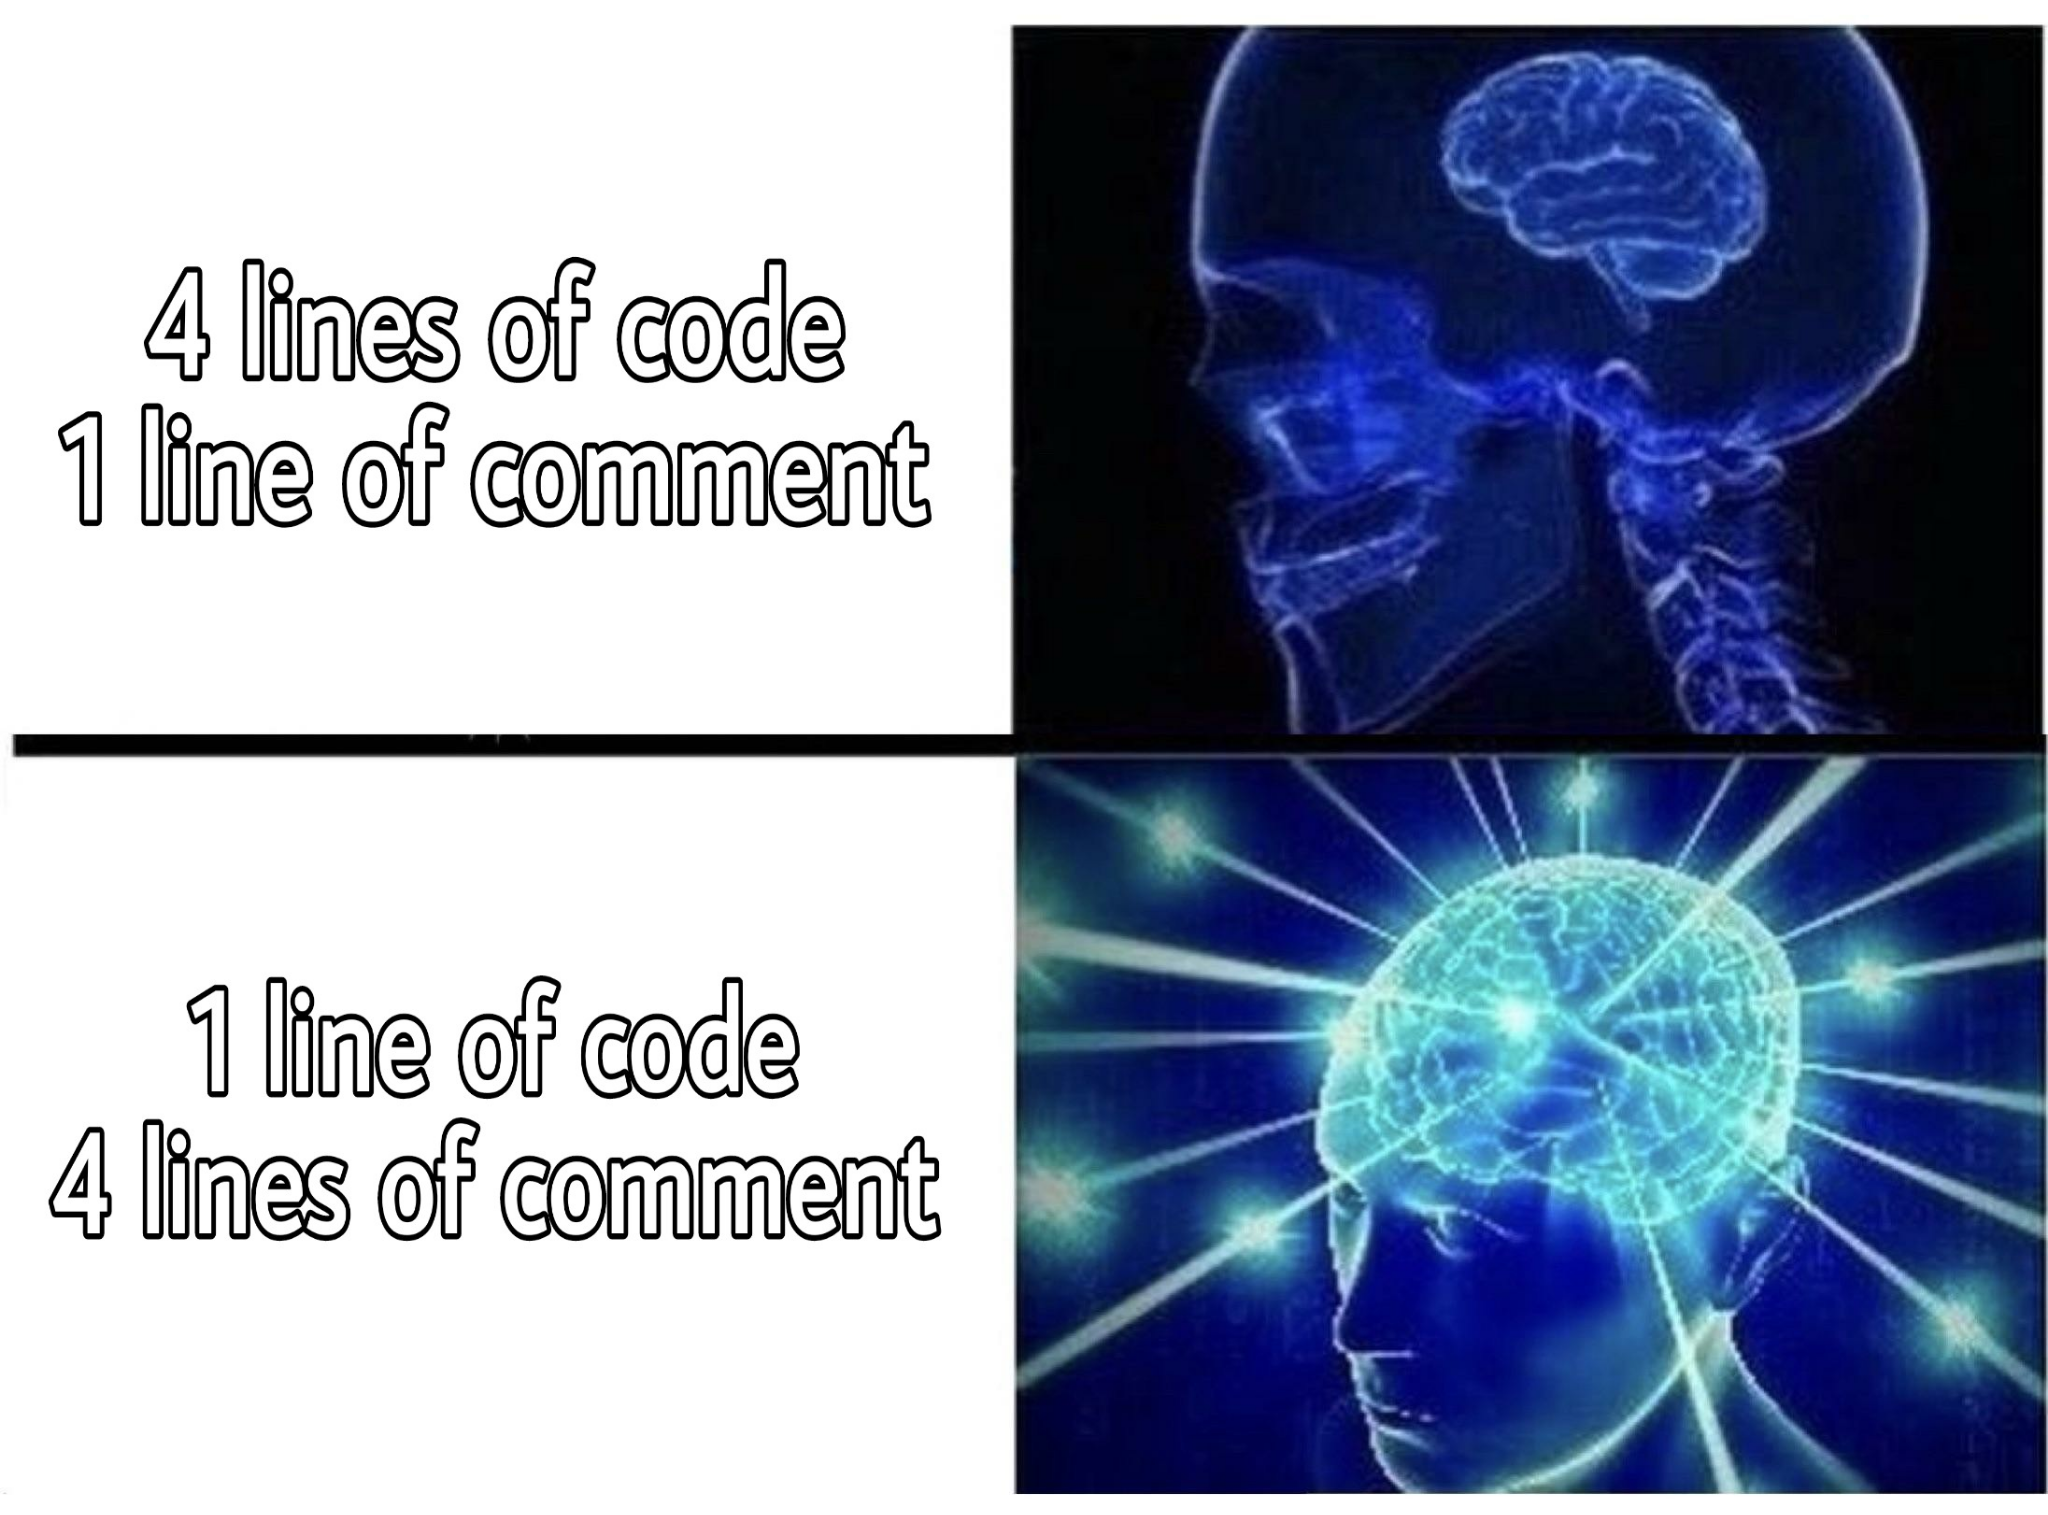 4 lines of code
1 line of comment
1 line of code
4 lines of comment